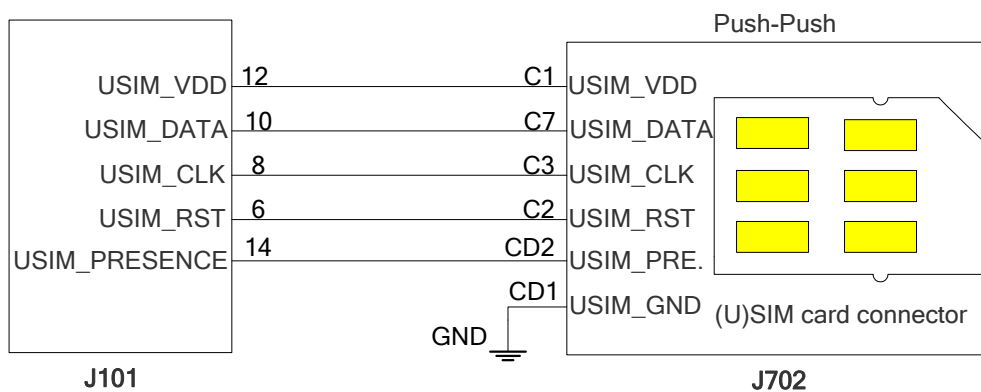 Push-Push
USIM_VDD 12 C1 USIM_VDD
USIM_DATA 10 C7 USIM_DATA
USIM_CLK 8 C3 USIM_CLK
USIM_RST 6 C2 USIM_RST
USIM_PRESENCE 14 CD2 USIM_PRE.
CD1 USIM_GND
GND (U)SIM card connector
J101 J702